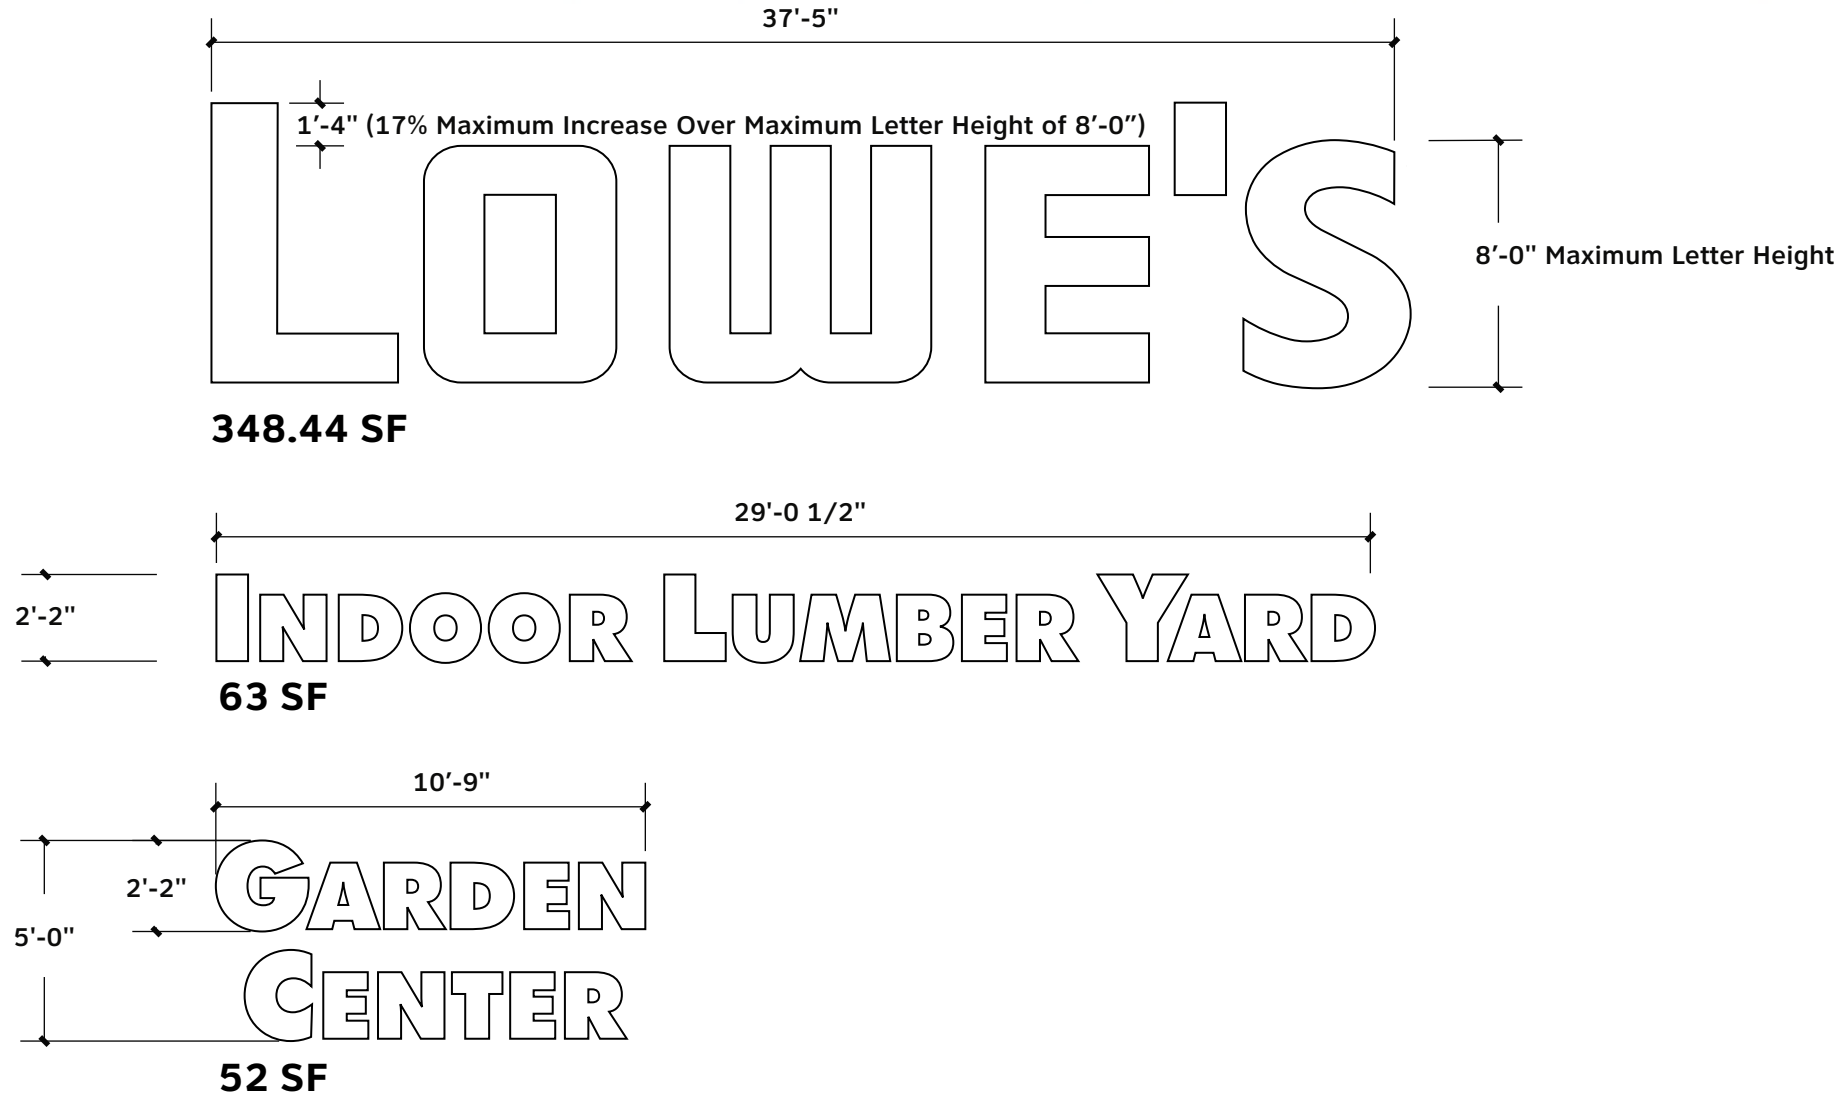 37'-5"
1'-4" (17% Maximum Increase Over Maximum Letter Height of 8'-0")
LOWE'S
8'-0" Maximum Letter Height
348.44 SF
29'-0 1/2"
2'-2"
INDOOR LUMBER YARD
63 SF
10'-9"
5'-0"
2'-2"
GARDEN
CENTER
52 SF